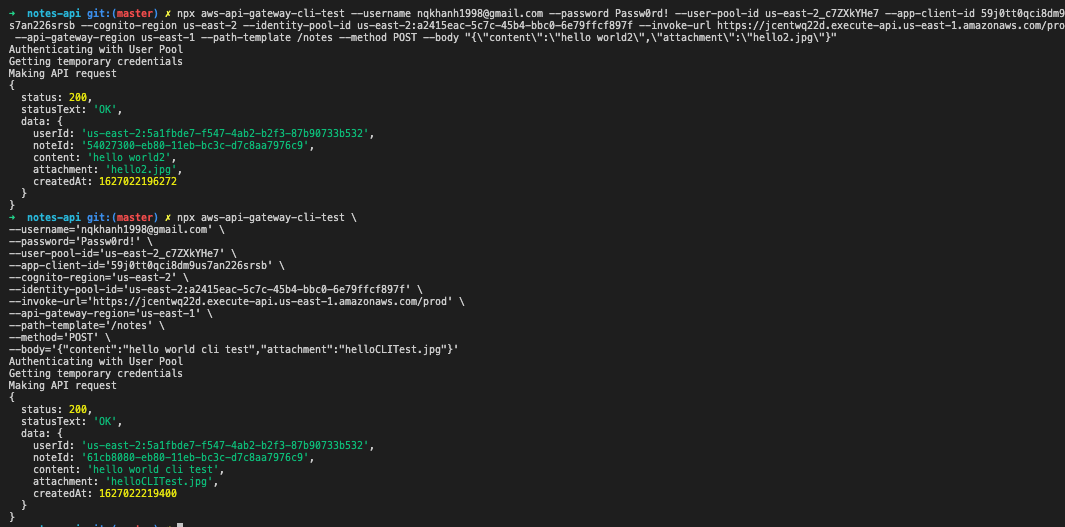 ➜  notes-api git:(master) ✗ npx aws-api-gateway-cli-test --username nqkhanh1998@gmail.com --password Passw0rd! --user-pool-id us-east-2_c7ZXkYHe7 --app-client-id 59j0tt0qci8dm9u
s7an226srsb --cognito-region us-east-2 --identity-pool-id us-east-2:a2415eac-5c7c-45b4-bbc0-6e79ffcf897f --invoke-url https://jcentwq22d.execute-api.us-east-1.amazonaws.com/prod
--api-gateway-region us-east-1 --path-template /notes --method POST --body "{\"content\":\"hello world2\",\"attachment\":\"hello2.jpg\"}"
Authenticating with User Pool
Getting temporary credentials
Making API request
{
  status: 200,
  statusText: 'OK',
  data: {
    userId: 'us-east-2:5a1fbde7-f547-4ab2-b2f3-87b90733b532',
    noteId: '54027300-eb80-11eb-bc3c-d7c8aa7976c9',
    content: 'hello world2',
    attachment: 'hello2.jpg',
    createdAt: 1627022196272
  }
}
➜  notes-api git:(master) ✗ npx aws-api-gateway-cli-test \
--username='nqkhanh1998@gmail.com' \
--password='Passw0rd!' \
--user-pool-id='us-east-2_c7ZXkYHe7' \
--app-client-id='59j0tt0qci8dm9us7an226srsb' \
--cognito-region='us-east-2' \
--identity-pool-id='us-east-2:a2415eac-5c7c-45b4-bbc0-6e79ffcf897f' \
--invoke-url='https://jcentwq22d.execute-api.us-east-1.amazonaws.com/prod' \
--api-gateway-region='us-east-1' \
--path-template='/notes' \
--method='POST' \
--body='{"content":"hello world cli test","attachment":"helloCLITest.jpg"}'
Authenticating with User Pool
Getting temporary credentials
Making API request
{
  status: 200,
  statusText: 'OK',
  data: {
    userId: 'us-east-2:5a1fbde7-f547-4ab2-b2f3-87b90733b532',
    noteId: '61cb8080-eb80-11eb-bc3c-d7c8aa7976c9',
    content: 'hello world cli test',
    attachment: 'helloCLITest.jpg',
    createdAt: 1627022219400
  }
}
➜  notes-api git:(master) ✗